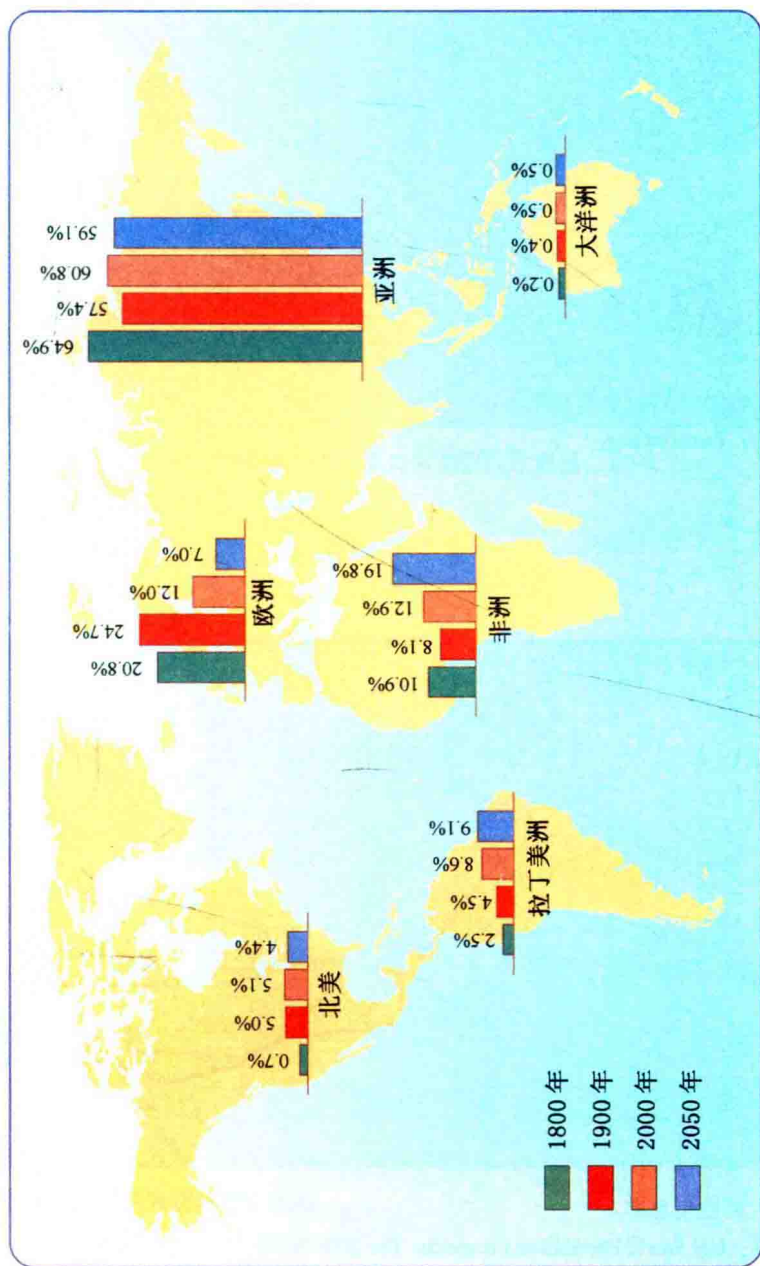 北美
0.7%
5.0%
5.1%
4.4%
拉丁美洲
2.5%
4.5%
8.6%
9.1%
欧洲
20.8%
24.7%
12.0%
7.0%
非洲
10.9%
8.1%
12.9%
19.8%
亚洲
64.9%
57.4%
60.8%
59.1%
大洋洲
0.2%
0.4%
0.5%
0.5%
1800 年
1900 年
2000 年
2050 年